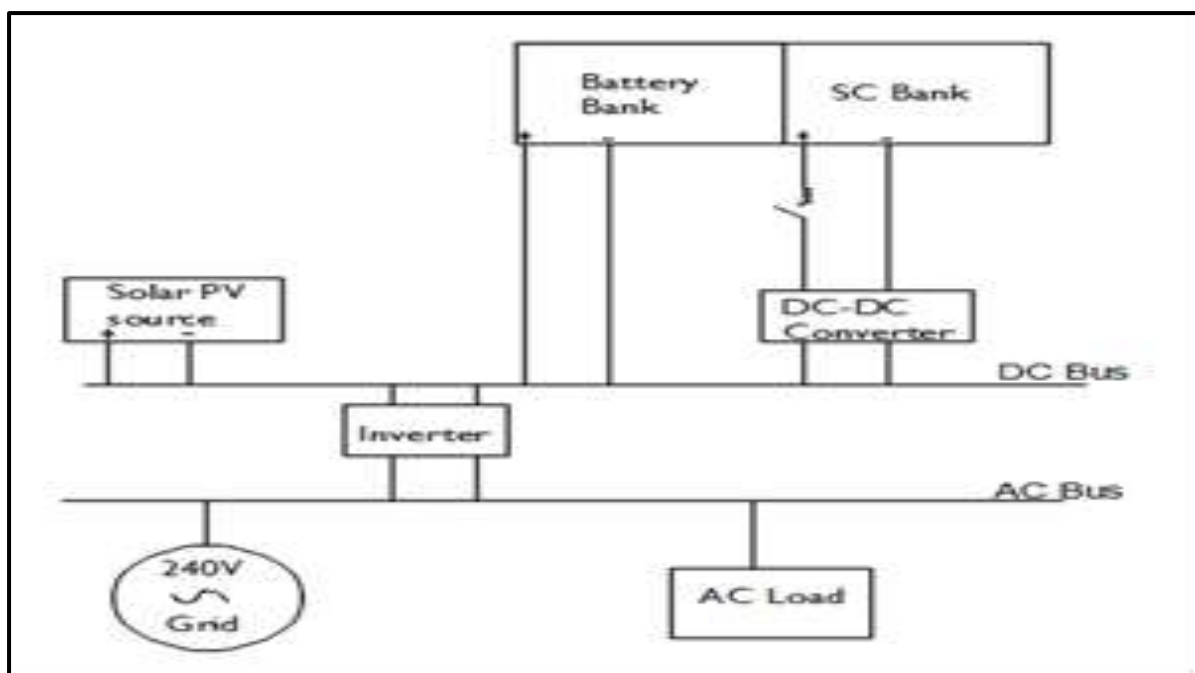 Battery
Bank
SC Bank
+
-
+
-
Solar PV
source
+
-
DC-DC
Converter
DC Bus
Inverter
AC Bus
240V
Grid
AC Load